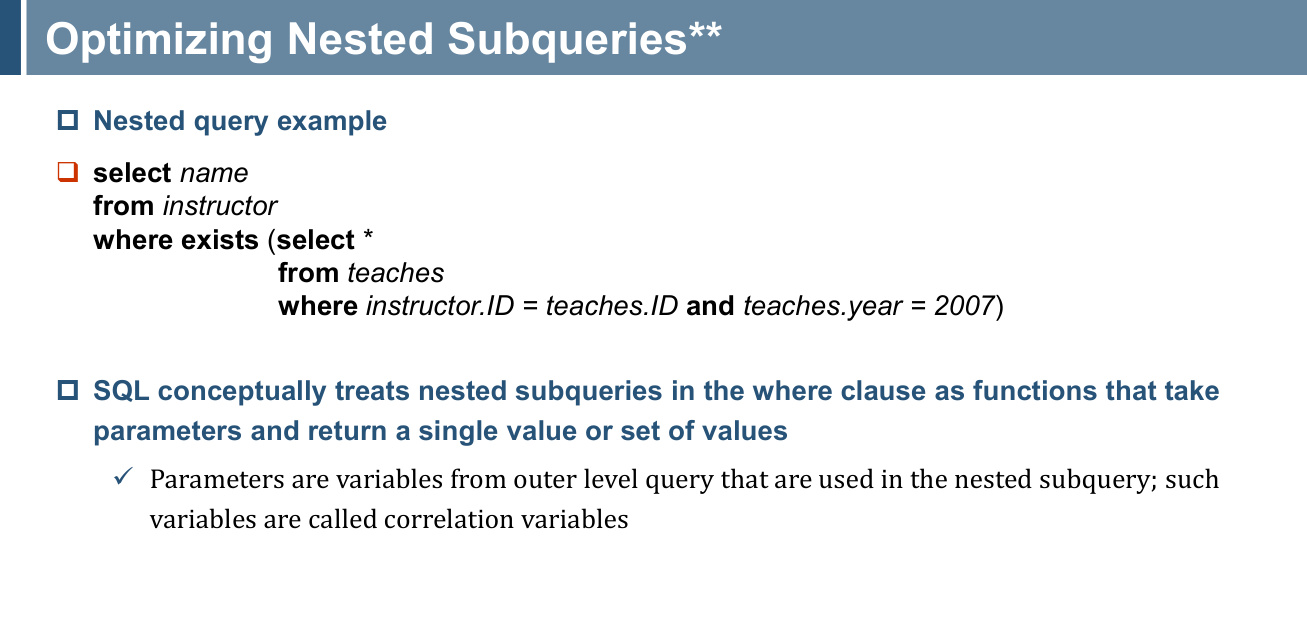 Optimizing Nested Subqueries**
Nested query example
select name
from instructor
where exists (select *
from teaches
where instructor.ID = teaches.ID and teaches.year = 2007)
SQL conceptually treats nested subqueries in the where clause as functions that take
parameters and return a single value or set of values
Parameters are variables from outer level query that are used in the nested subquery; such
variables are called correlation variables